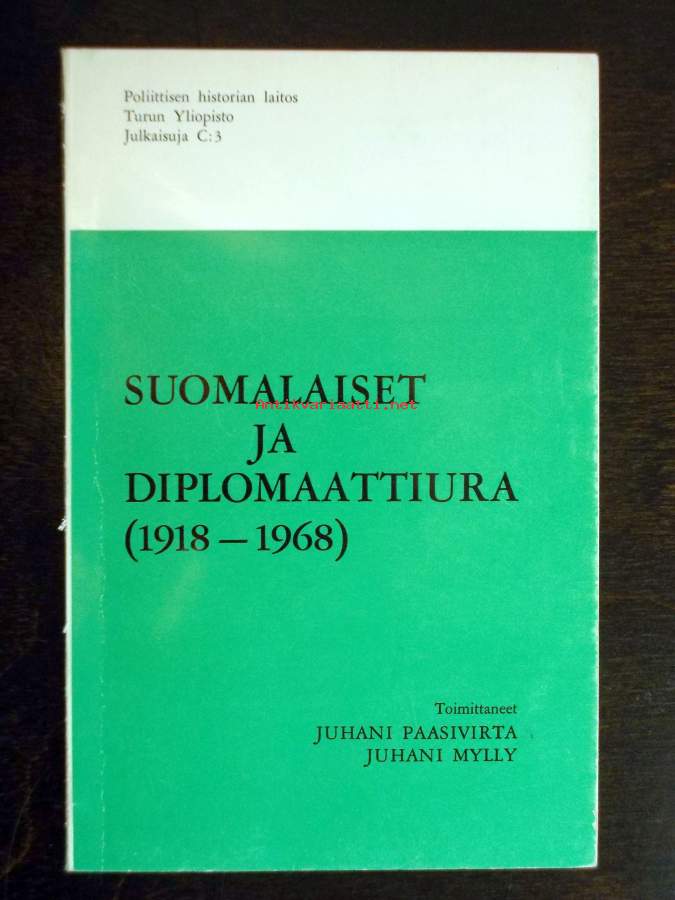 Poliittisen historian laitos
Turun Yliopisto
Julkaisuja C:3
SUOMALAISET
Antikvariaatti.net
JA
DIPLOMAATTIURA
(1918 — 1968)
Toimittaneet
JUHANI PAASIVIRTA
JUHANI MYLLY